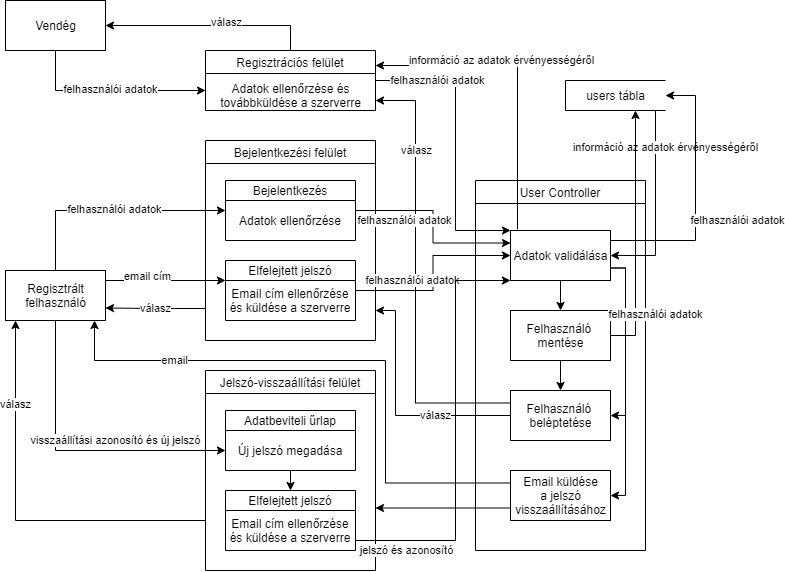 Vendég
válasz
felhasználói adatok
Regisztrációs felület
Adatok ellenőrzése és
továbbküldése a szerverre
információ az adatok érvényességéről
felhasználói adatok
users tábla
válasz
információ az adatok érvényességéről
Bejelentkezési felület
Bejelentkezés
Adatok ellenőrzése
felhasználói adatok
felhasználói adatok
User Controller
felhasználói adatok
Adatok validálása
Elfelejtett jelszó
Email cím ellenőrzése
és küldése a szerverre
email cím
felhasználói adatok
Regisztrált
felhasználó
válasz
felhasználói adatok
Felhasználó
mentése
email
Jelszó-visszaállítási felület
válasz
Adatbeviteli űrlap
Új jelszó megadása
válasz
Felhasználó
beléptetése
visszaállítási azonosító és új jelszó
Elfelejtett jelszó
Email cím ellenőrzése
és küldése a szerverre
Email küldése
a jelszó
visszaállításához
jelszó és azonosító